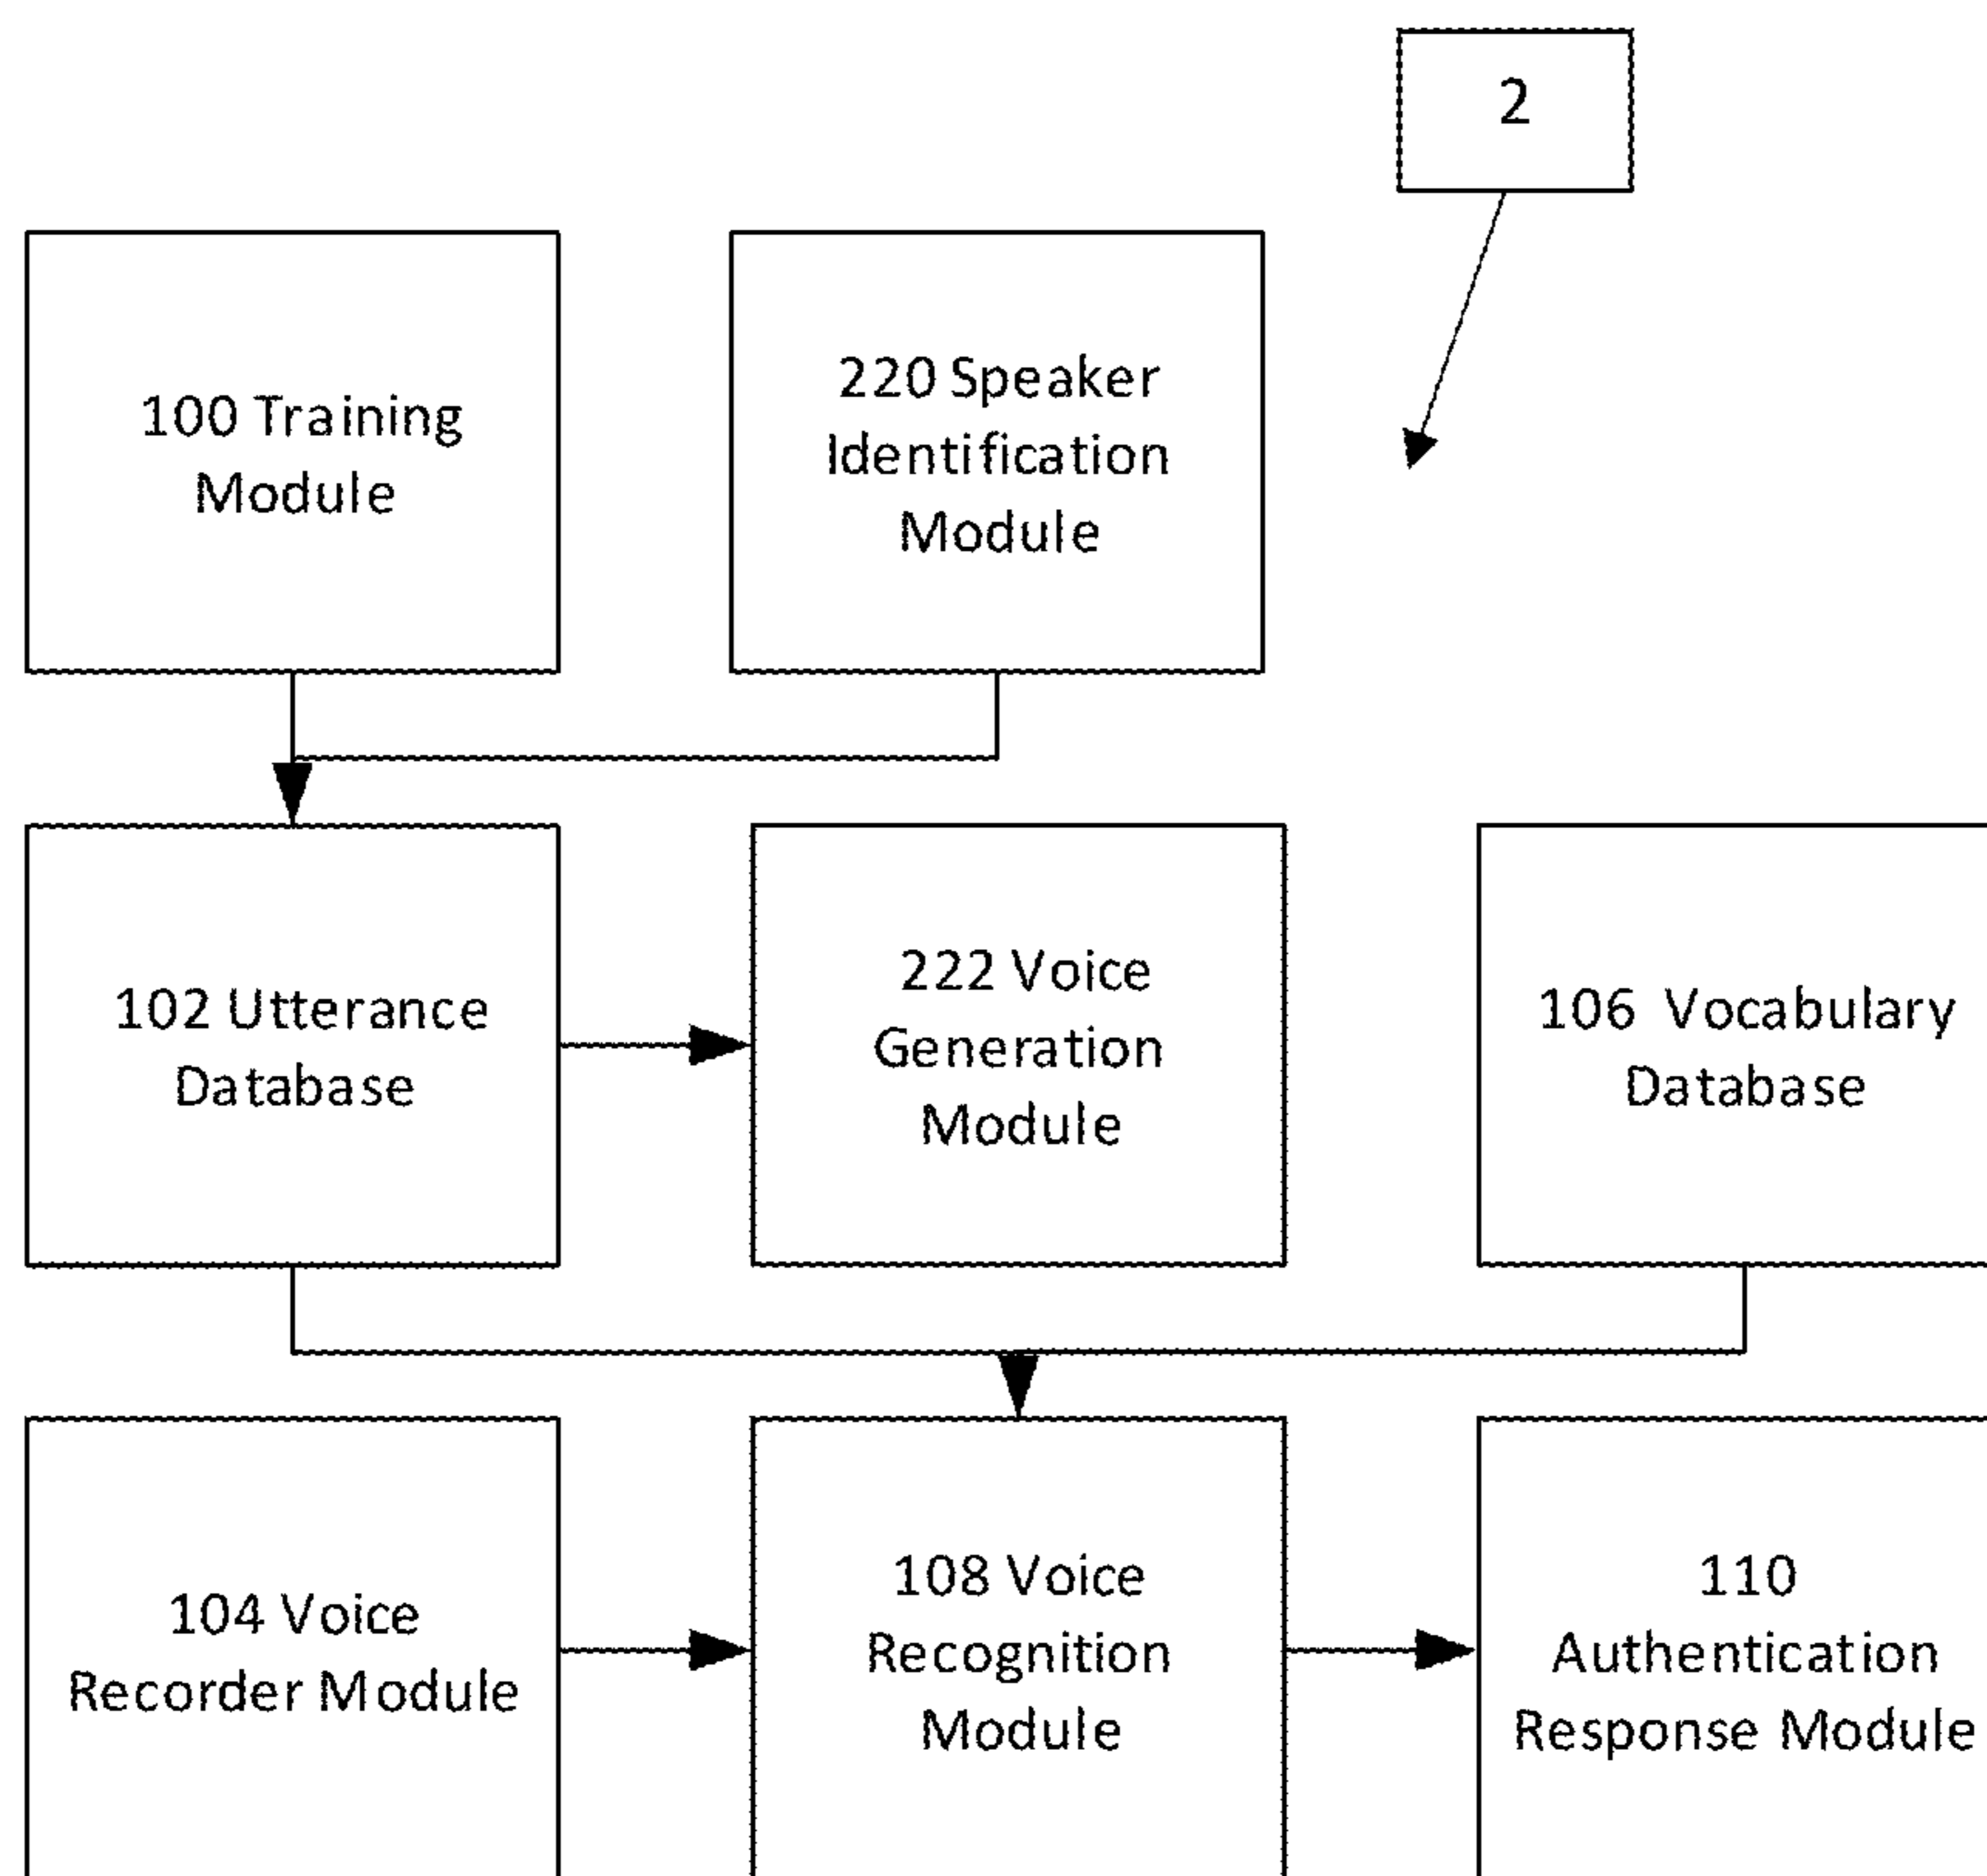 2
100 Training
Module
220 Speaker
Identification
Module
102 Utterance
Database
222 Voice
Generation
Module
106 Vocabulary
Database
104 Voice
Recorder Module
108 Voice
Recognition
Module
110
Authentication
Response Module